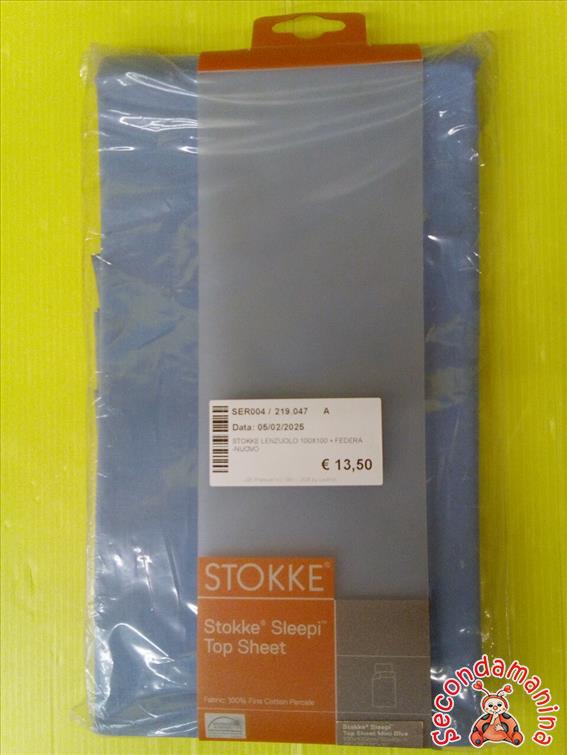 SER004 / 219.047 A
Data: 05/02/2025
STOKKE LENZUOLO 100X100 + FEDERA
-NUOVO
€ 13,50
STOKKE®
Stokke® Sleepi™
Top Sheet
Fabric: 100% Fine Cotton Percale
Stokke® Sleepi™
Top Sheet Mini Blue
secondamanina